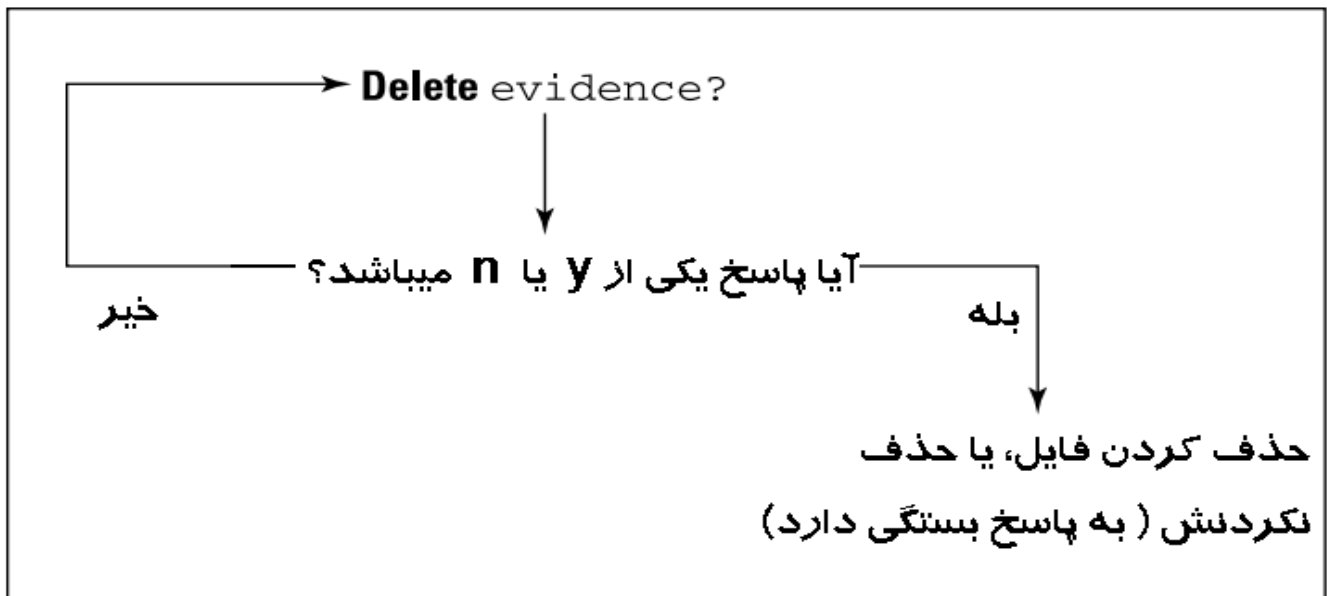 Delete evidence?
آیا پاسخ یکی از y یا n میباشد؟
خیر
بله
حذف کردن فایل، یا حذف
نکردنش ( به پاسخ بستگی دارد)